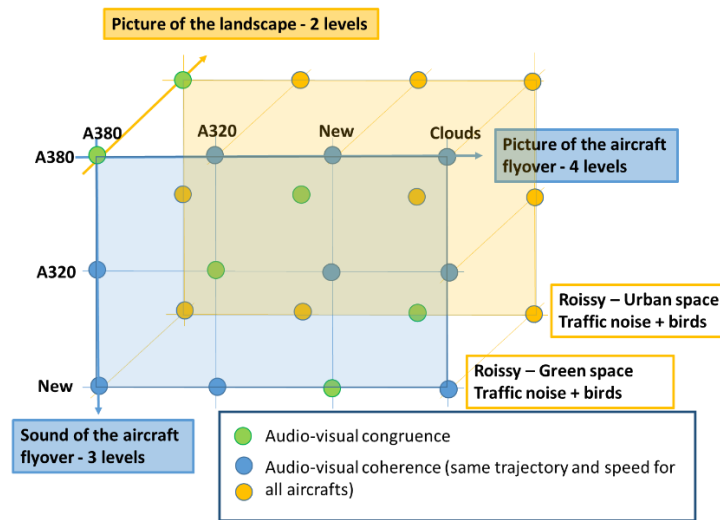 Picture of the landscape - 2 levels
A380
A320
New
Clouds
A380
Picture of the aircraft
flyover - 4 levels
A320
Roissy – Urban space
Traffic noise + birds
New
Roissy – Green space
Traffic noise + birds
Sound of the aircraft
flyover - 3 levels
Audio-visual congruence
Audio-visual coherence (same trajectory and speed for
all aircrafts)